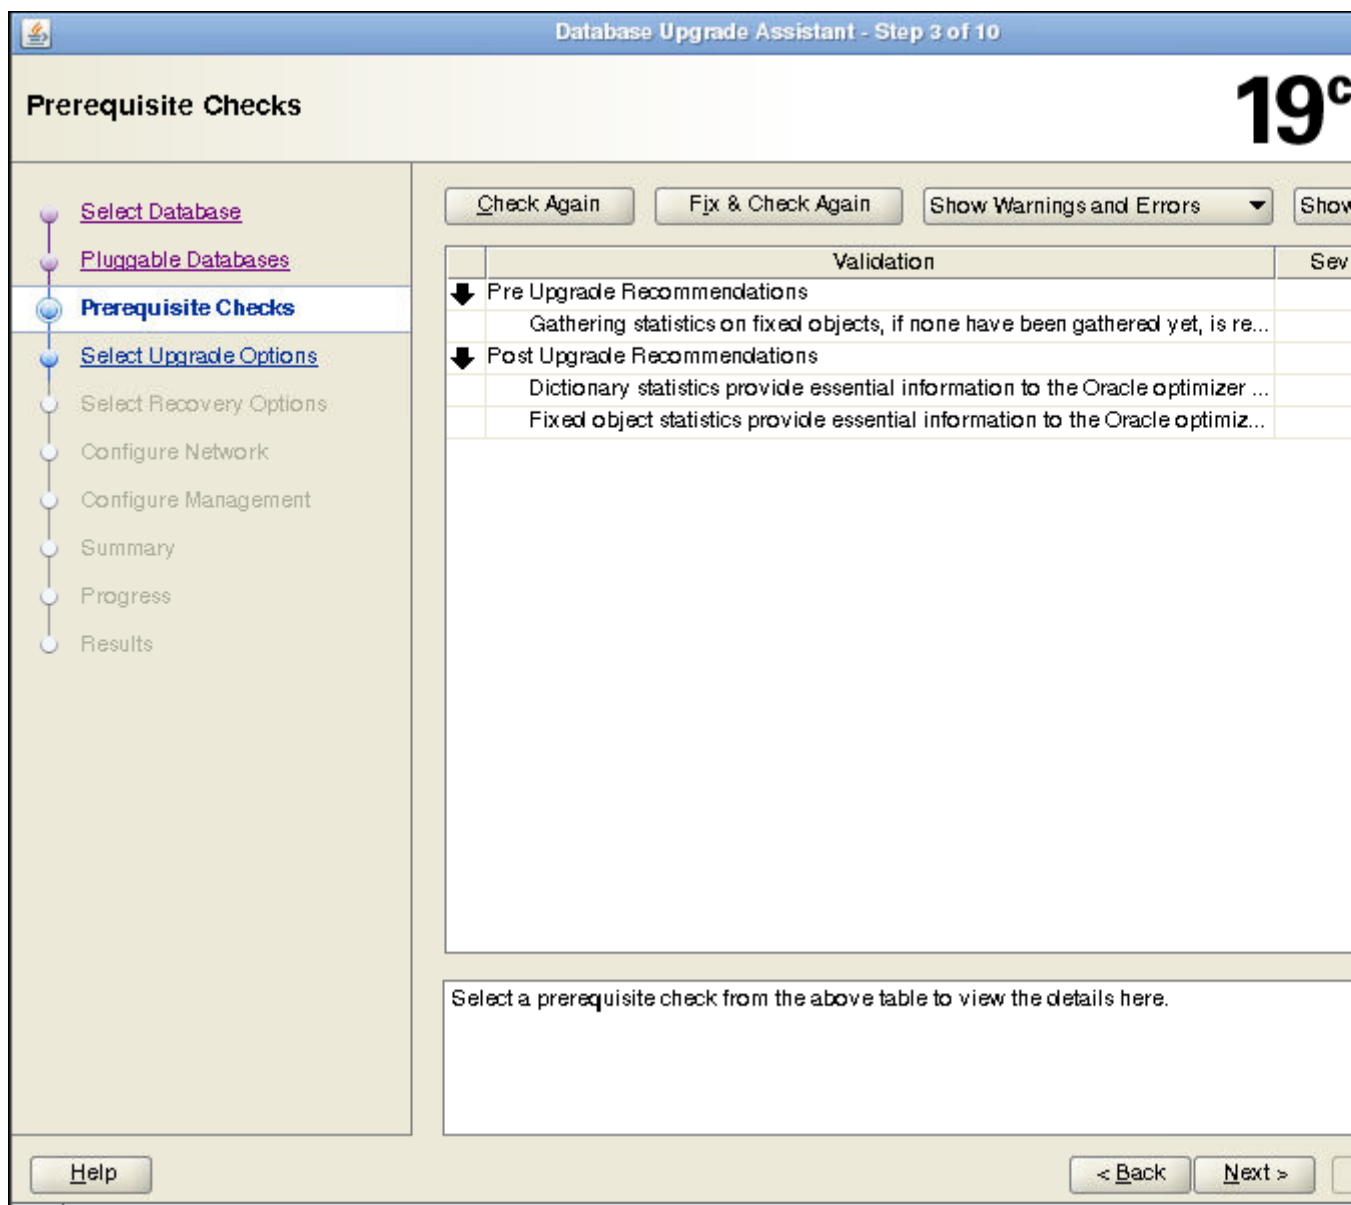 Database Upgrade Assistant - Step 3 of 10
Prerequisite Checks
19c
Select Database
Pluggable Databases
Prerequisite Checks
Select Upgrade Options
Select Recovery Options
Configure Network
Configure Management
Summary
Progress
Results
Check Again
Fix & Check Again
Show Warnings and Errors
Show
Validation
Sev
Pre Upgrade Recommendations
Gathering statistics on fixed objects, if none have been gathered yet, is re...
Post Upgrade Recommendations
Dictionary statistics provide essential information to the Oracle optimizer ...
Fixed object statistics provide essential information to the Oracle optimiz...
Select a prerequisite check from the above table to view the details here.
Help
< Back
Next >